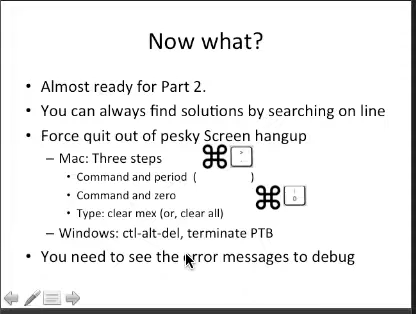 Now what?
• Almost ready for Part 2.
• You can always find solutions by searching on line
• Force quit out of pesky Screen hangup
– Mac: Three steps
• Command and period ( ⌘ > . )
• Command and zero ⌘ ) 0
• Type: clear mex (or, clear all)
– Windows: ctl-alt-del, terminate PTB
• You need to see the error messages to debug